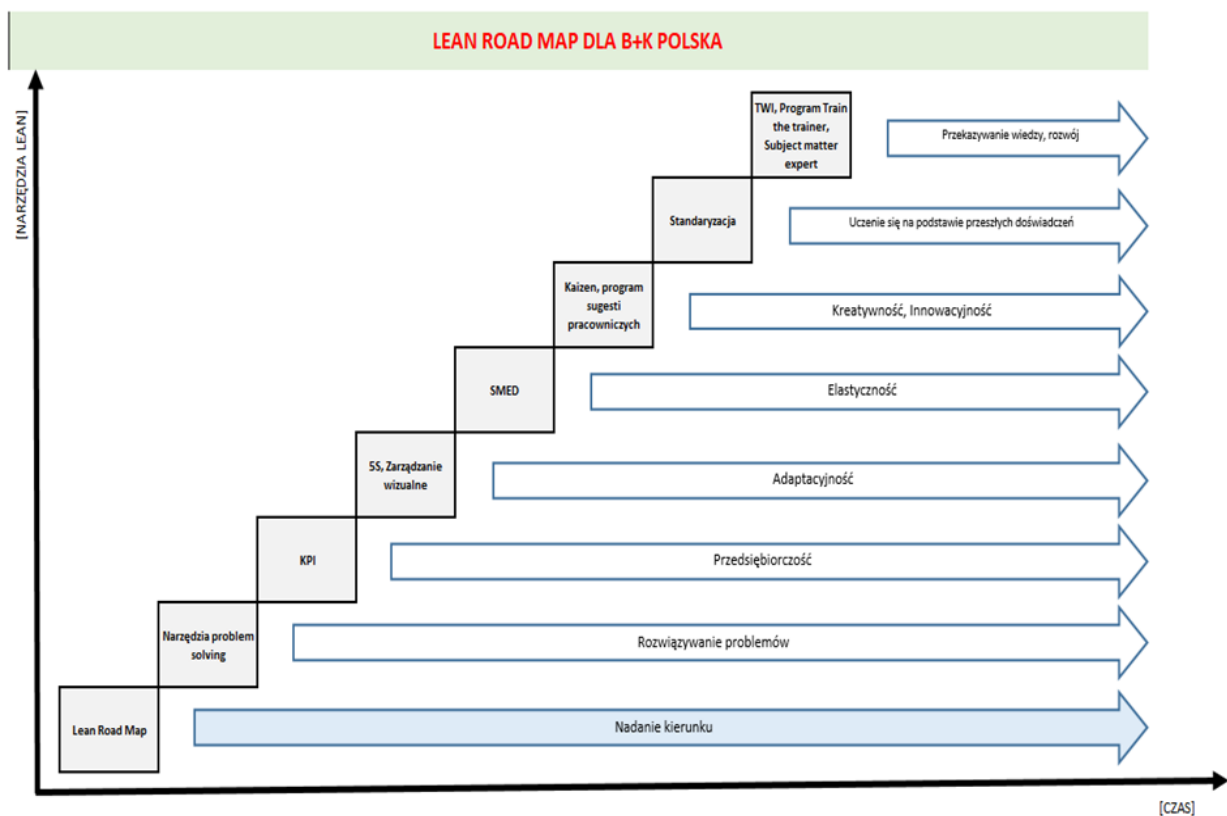 LEAN ROAD MAP DLA B+K POLSKA
[NARZĘDZIA LEAN]
TWI, Program Train
the trainer,
Subject matter
expert
Przekazywanie wiedzy, rozwój
Standaryzacja
Uczenie się na podstawie przeszłych doświadczeń
Kaizen, program
sugesti
pracowniczych
Kreatywność, Innowacyjność
SMED
Elastyczność
5S, Zarządzanie
wizualne
Adaptacyjność
KPI
Przedsiębiorczość
Narzędzia problem
solving
Rozwiązywanie problemów
Lean Road Map
Nadanie kierunku
[CZAS]